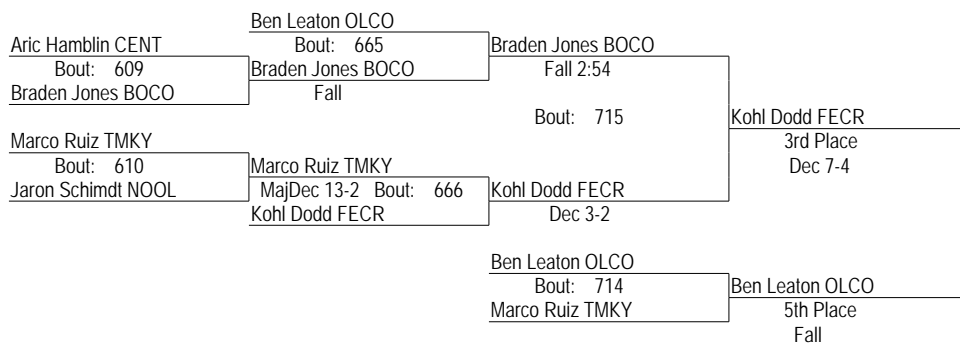 Ben Leaton OLCO
Aric Hamblin CENT
Bout: 665
Braden Jones BOCO
Bout: 609
Braden Jones BOCO
Fall 2:54
Braden Jones BOCO
Fall
Bout: 715
Kohl Dodd FECR
Marco Ruiz TMKY
3rd Place
Bout: 610
Marco Ruiz TMKY
Dec 7-4
Jaron Schimdt NOOL
MajDec 13-2 Bout: 666
Kohl Dodd FECR
Kohl Dodd FECR
Dec 3-2
Ben Leaton OLCO
Bout: 714
Ben Leaton OLCO
Marco Ruiz TMKY
5th Place
Fall